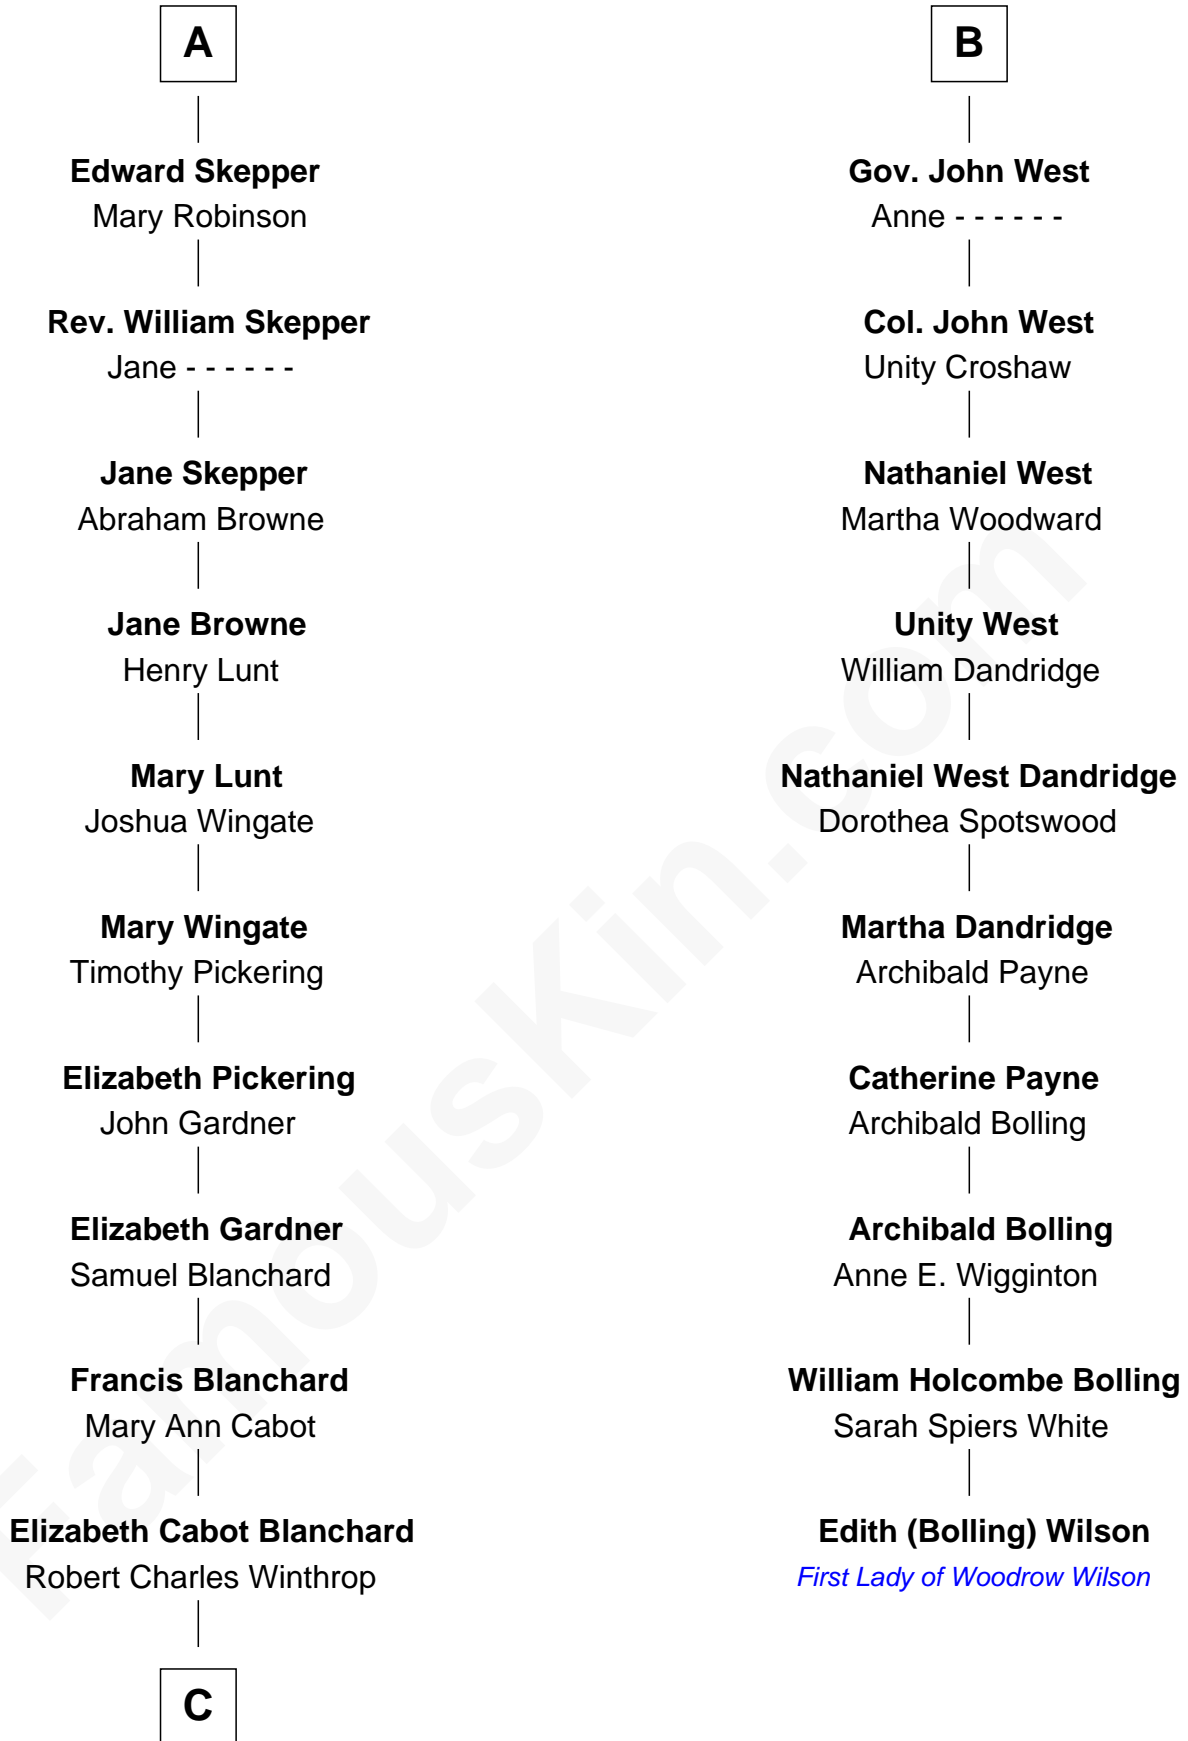 A
Edward Skepper
Mary Robinson
Rev. William Skepper
Jane - - - - - -
Jane Skepper
Abraham Browne
Jane Browne
Henry Lunt
Mary Lunt
Joshua Wingate
Mary Wingate
Timothy Pickering
Elizabeth Pickering
John Gardner
Elizabeth Gardner
Samuel Blanchard
Francis Blanchard
Mary Ann Cabot
Elizabeth Cabot Blanchard
Robert Charles Winthrop
C
B
Gov. John West
Anne - - - - - -
Col. John West
Unity Croshaw
Nathaniel West
Martha Woodward
Unity West
William Dandridge
Nathaniel West Dandridge
Dorothea Spotswood
Martha Dandridge
Archibald Payne
Catherine Payne
Archibald Bolling
Archibald Bolling
Anne E. Wigginton
William Holcombe Bolling
Sarah Spiers White
Edith (Bolling) Wilson
First Lady of Woodrow Wilson
FamousKin.com